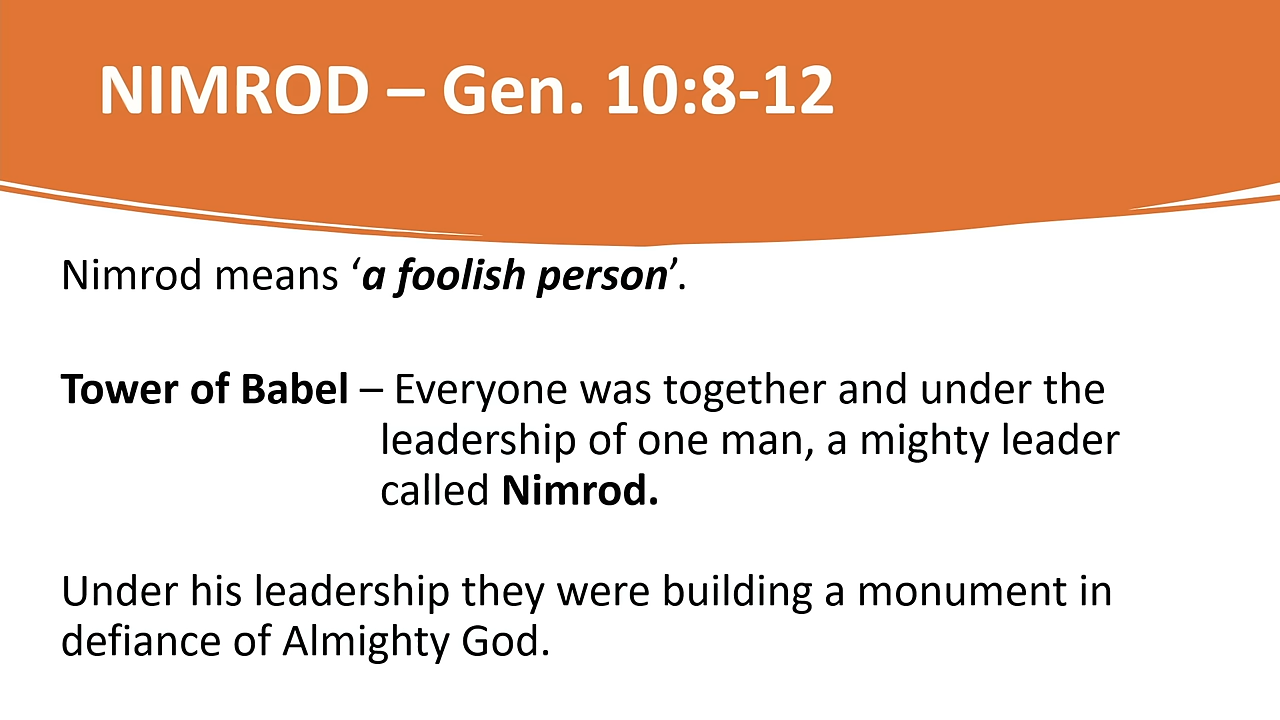 NIMROD – Gen. 10:8-12
Nimrod means ‘a foolish person’.
Tower of Babel – Everyone was together and under the
leadership of one man, a mighty leader
called Nimrod.
Under his leadership they were building a monument in
defiance of Almighty God.